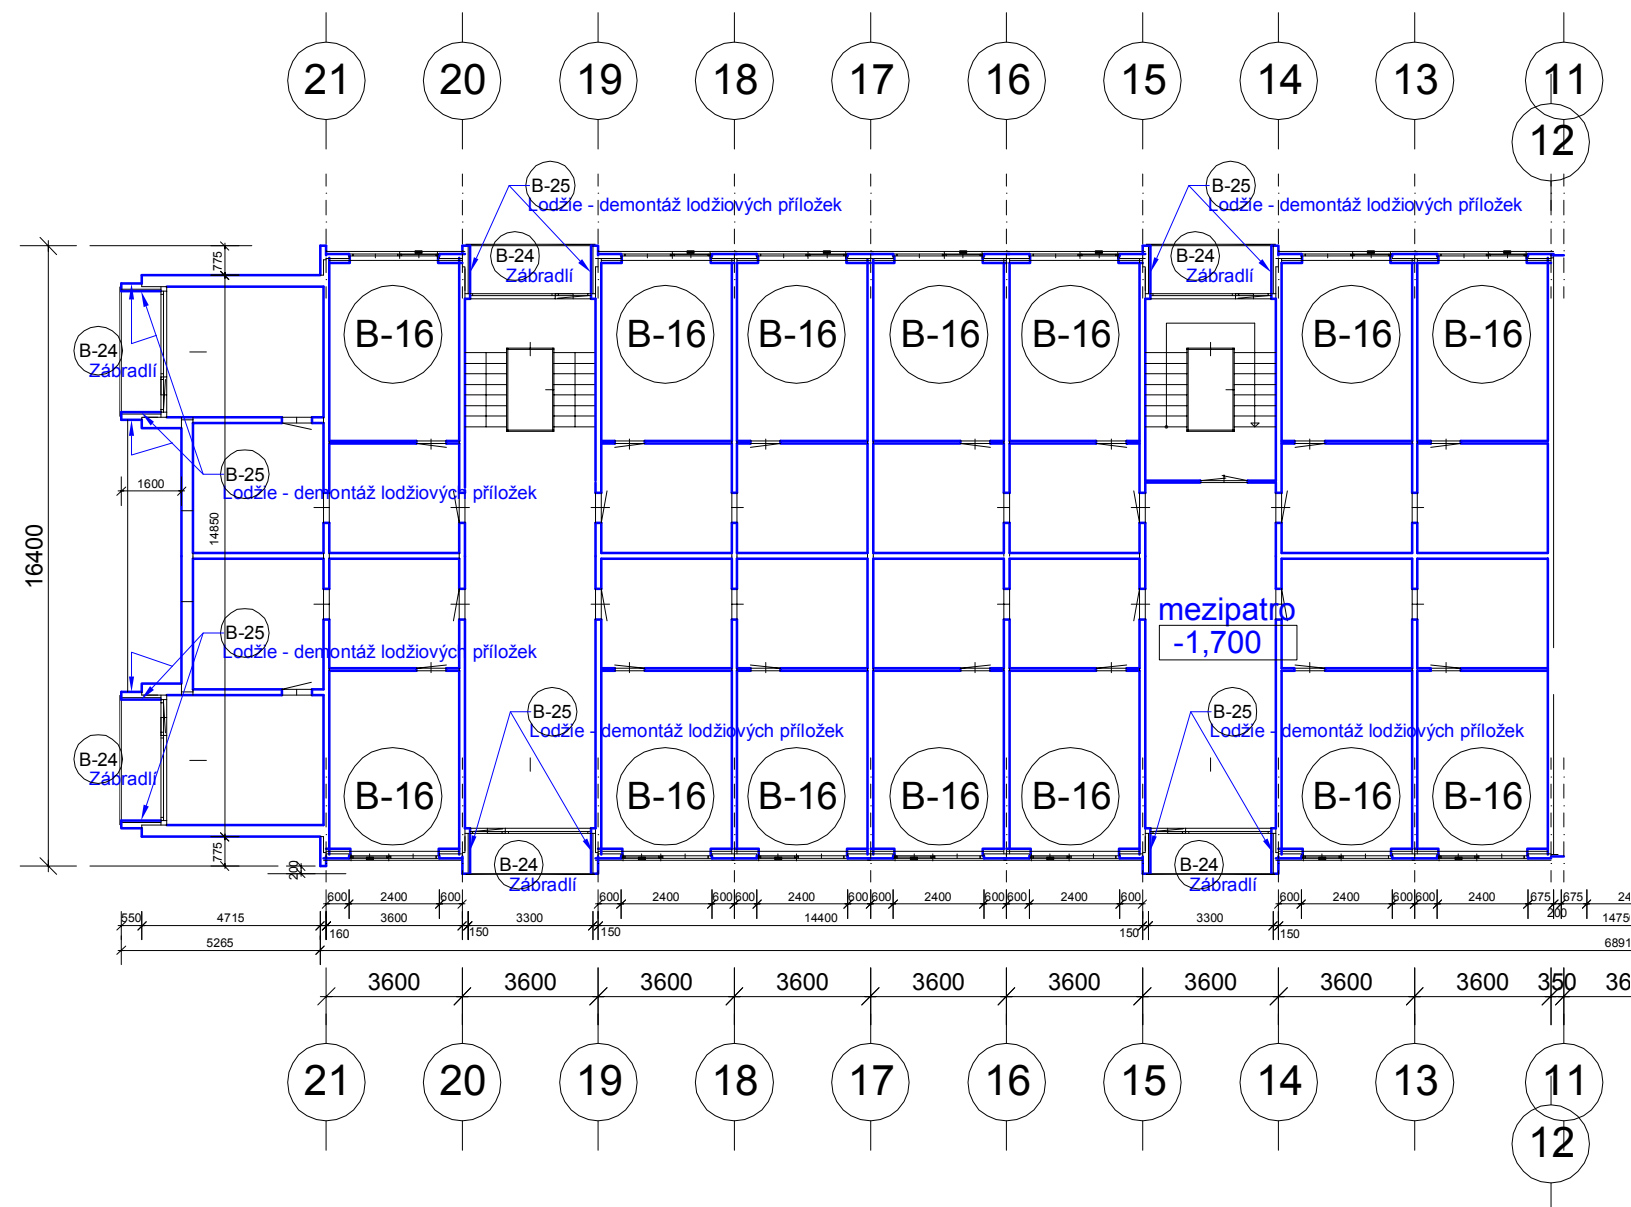 21 20 19 18 17 16 15 14 13 11
12
B-25 B-25
Lodžie - demontáž lodžiových příložek Lodžie - demontáž lodžiových příložek
775
B-24 B-24
Zábradlí Zábradlí
B-16 B-16 B-16 B-16 B-16 B-16 B-16
B-24
Zábradlí
B-25
1600
Lodžie - demontáž lodžiových příložek
14850
16400
mezipatro
-1,700
B-25
Lodžie - demontáž lodžiových příložek
B-25 B-25
Lodžie - demontáž lodžiových příložek Lodžie - demontáž lodžiových příložek
B-24
Zábradlí
B-16 B-16 B-16 B-16 B-16 B-16 B-16
775
200
B-24 B-24
Zábradlí Zábradlí
600 2400 600 600 2400 600 600 2400 600 600 2400 600 600 2400 600 600 2400 600 600 2400 675 675
550 4715 3600 3300 14400 3300 200
160 150 150 150 150
5265
3600 3600 3600 3600 3600 3600 3600 3600 3600 350
21 20 19 18 17 16 15 14 13 11
12